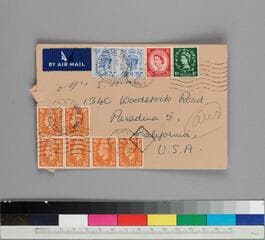 BY AIR MAIL
1340 Woodstock Road,
Pasadena 5,
California
U.S.A.